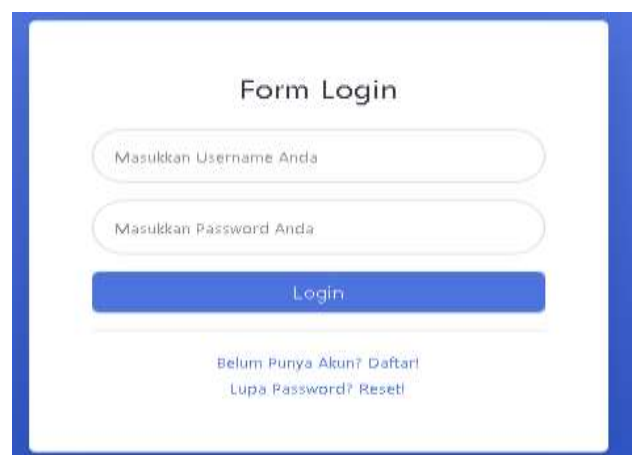 Form Login
Masukkan Username Anda
Masukkan Password Anda
Login
Belum Punya Akun? Daftar!
Lupa Password? Reset!